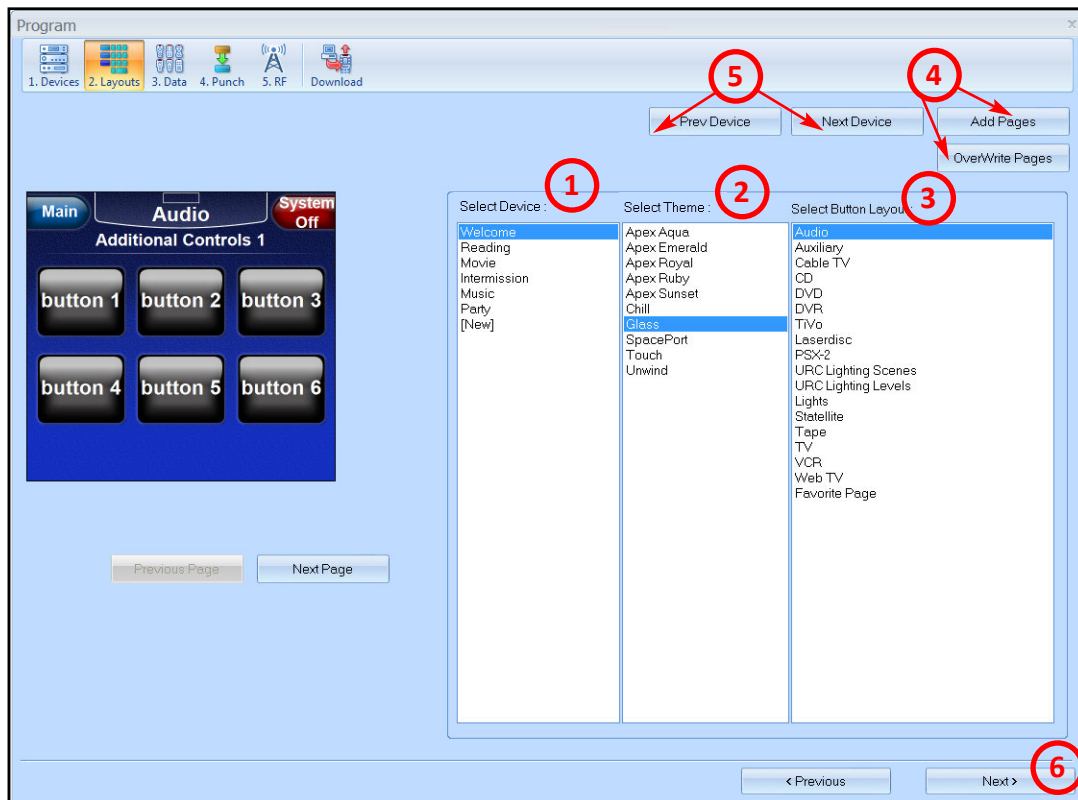 Program
x
1. Devices
2. Layouts
3. Data
4. Punch
5. RF
Download
5
4
Prev Device
Next Device
Add Pages
OverWrite Pages
Main
Audio
System
Off
Additional Controls 1
button 1
button 2
button 3
button 4
button 5
button 6
Previous Page
Next Page
1
Select Device :
Welcome
Reading
Movie
Intermission
Music
Party
[New]
2
Select Theme :
Apex Aqua
Apex Emerald
Apex Royal
Apex Ruby
Apex Sunset
Chill
Glass
SpacePort
Touch
Unwind
3
Select Button Layout :
Audio
Auxiliary
Cable TV
CD
DVD
DVR
TiVo
Laserdisc
PSX-2
URC Lighting Scenes
URC Lighting Levels
Lights
Statellite
Tape
TV
VCR
Web TV
Favorite Page
< Previous
Next >
6